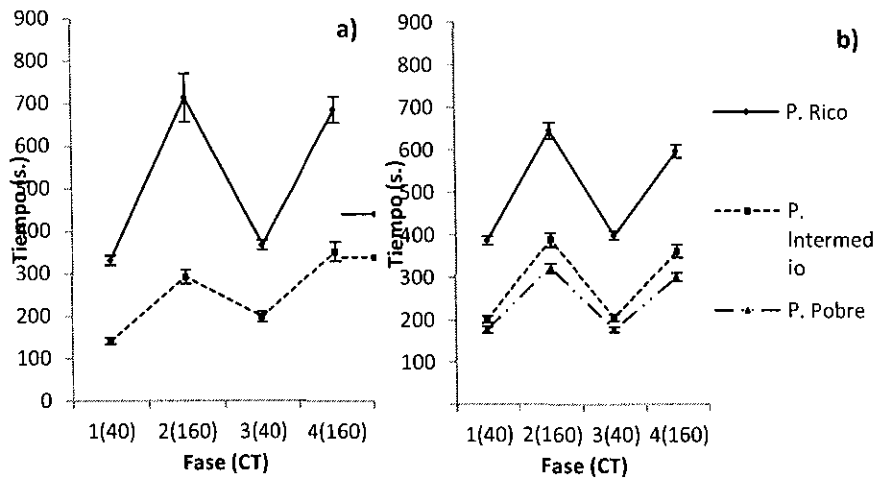 900
800
700
600
500
400
300
200
100
0
Tiempo (s.)
a)
1(40) 2(160) 3(40) 4(160)
Fase (CT)
900
800
700
600
500
400
300
200
100
Tiempo (s.)
b)
1(40) 2(160) 3(40) 4(160)
Fase (CT)
P. Rico
P.
Intermed
io
P. Pobre